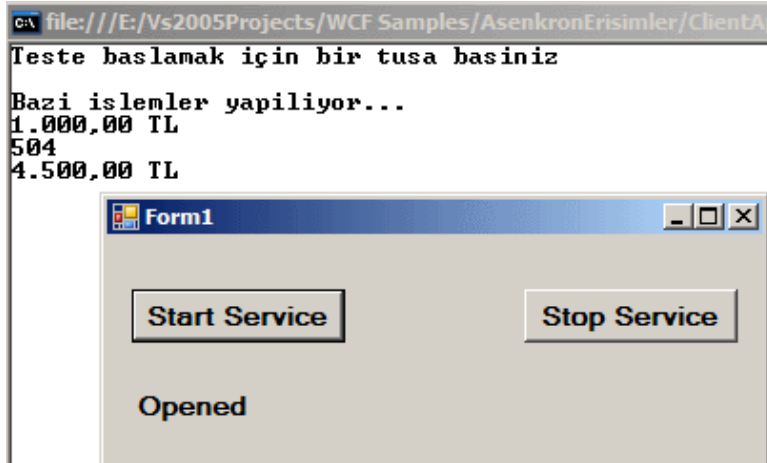 file:///E:/Vs2005Projects/WCF Samples/AsenkronErisimler/ClientA
Teste baslamak için bir tusa basiniz
Bazi islemler yapiliyor...
1.000,00 TL
504
4.500,00 TL
Form1
Start Service Stop Service
Opened